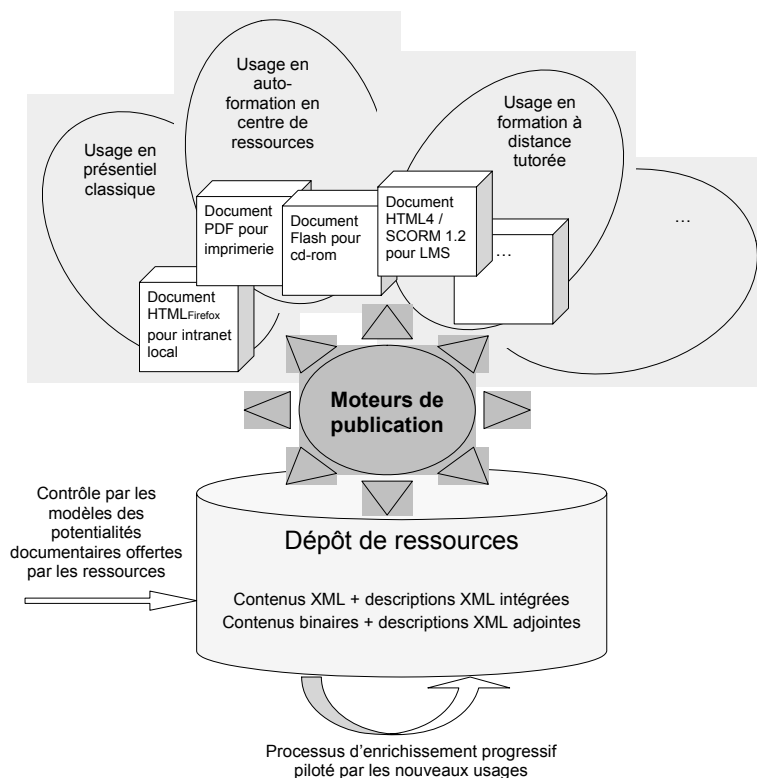 Usage en
auto-
formation en
centre de
ressources
Usage en
formation à
distance
tutorée
Usage en
présentiel
classique
...
Document
PDF pour
imprimerie
Document
Flash pour
cd-rom
Document
HTML4 /
SCORM 1.2
pour LMS
...
Document
HTMLFirefox
pour intranet
local
Moteurs de
publication
Contrôle par les
modèles des
potentialités
documentaires offertes
par les ressources
Dépôt de ressources
Contenus XML + descriptions XML intégrées
Contenus binaires + descriptions XML adjointes
Processus d'enrichissement progressif
piloté par les nouveaux usages